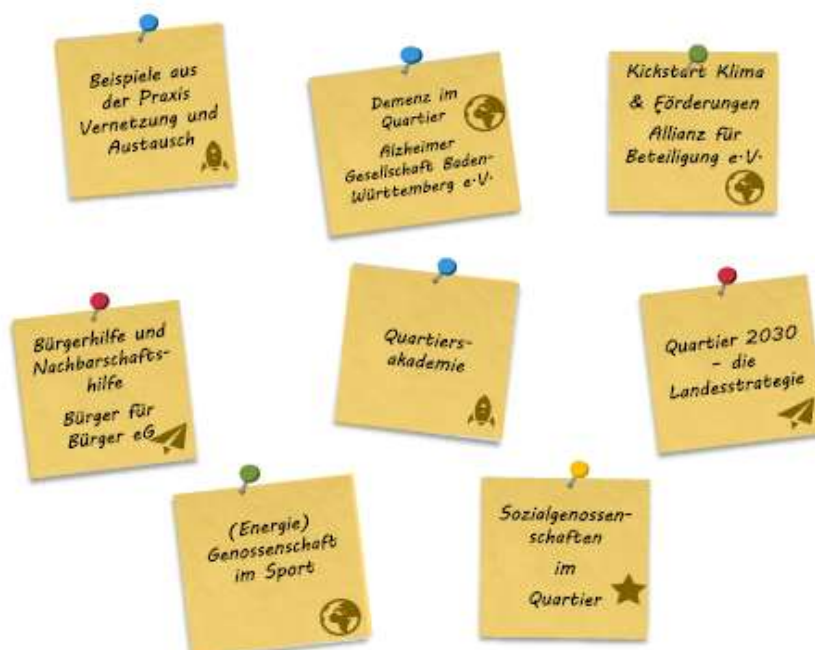 Beispiele aus
der Praxis
Vernetzung und
Austausch
Demenz im
Quartier
Alzheimer
Gesellschaft Baden-
Württemberg e.V.
Kickstart Klima
& Förderungen
Allianz für
Beteiligung e.V.
Bürgerhilfe und
Nachbarschafts-
hilfe
Bürger für
Bürger eG
Quartiers-
akademie
Quartier 2030
- die
Landesstrategie
(Energie)
Genossenschaft
im Sport
Sozialgenossen-
schaften
im
Quartier